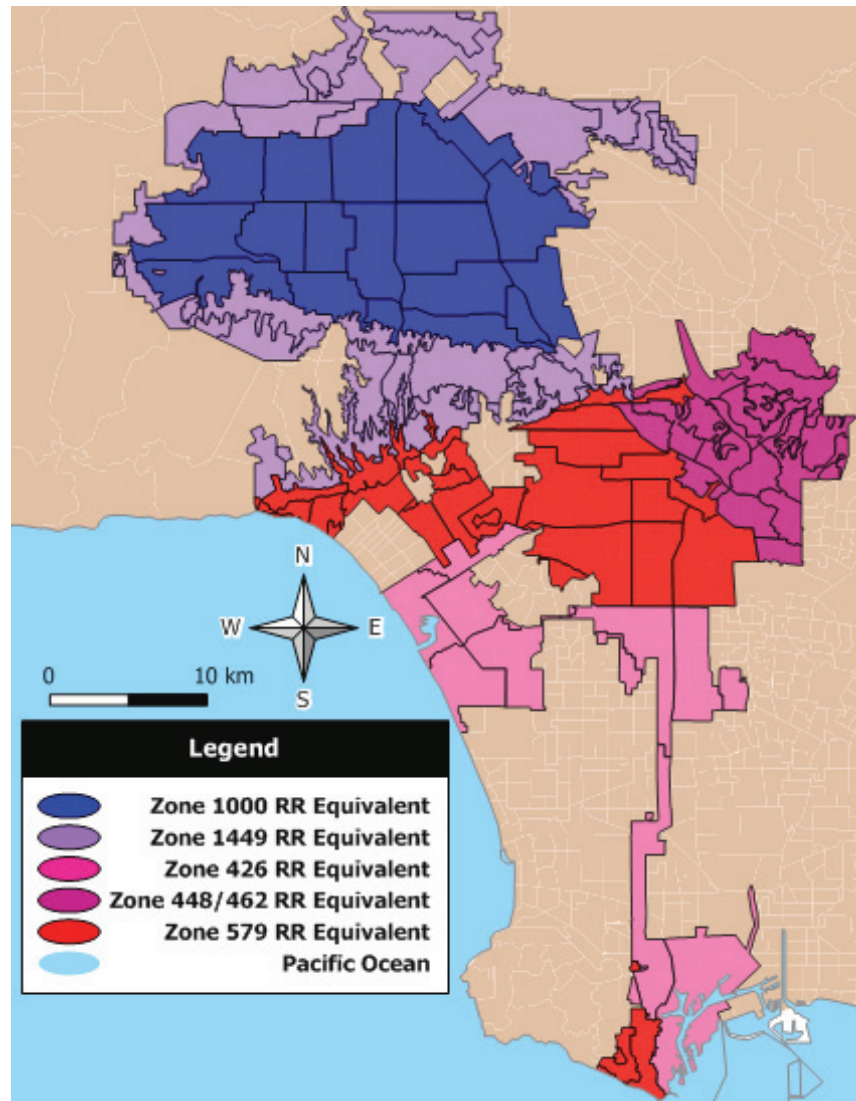 N
W E
S
0 10 km
Legend
Zone 1000 RR Equivalent
Zone 1449 RR Equivalent
Zone 426 RR Equivalent
Zone 448/462 RR Equivalent
Zone 579 RR Equivalent
Pacific Ocean